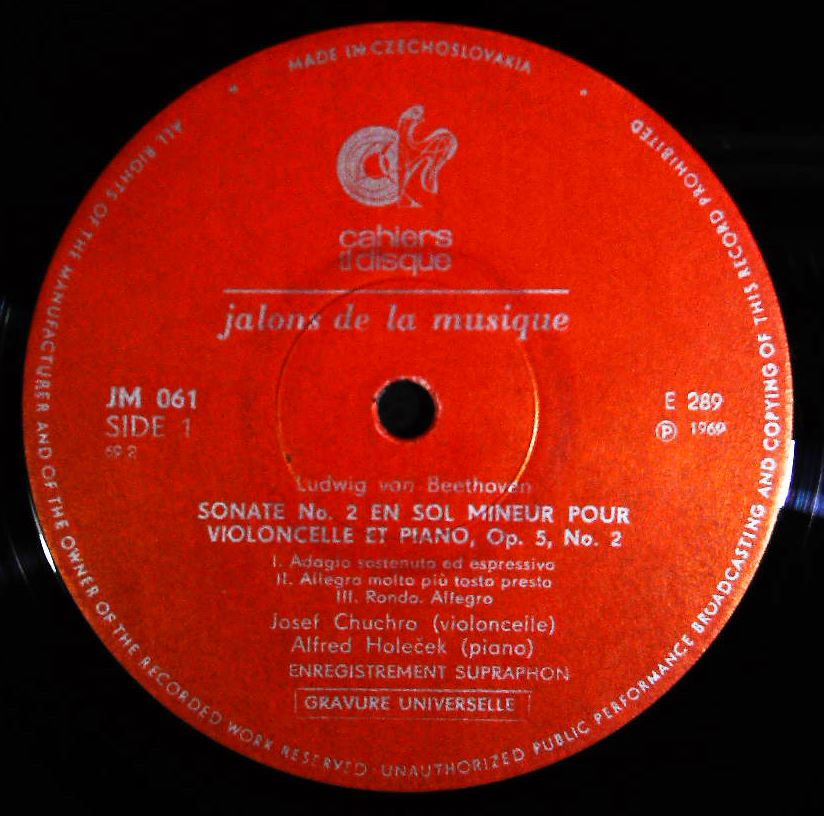 MADE IN CZECHOSLOVAKIA
cahiers
du disque
jalons de la musique
JM 061
SIDE 1
E 289
Ⓟ 1969
Ludwig van Beethoven
SONATE No. 2 EN SOL MINEUR POUR
VIOLONCELLE ET PIANO, Op. 5, No. 2
I. Adagio sostenuto ed espressivo
II. Allegro molto più tosto presto
III. Rondo. Allegro
Josef Chuchro (violoncelle)
Alfred Holeček (piano)
ENREGISTREMENT SUPRAPHON
GRAVURE UNIVERSELLE
ALL RIGHTS OF THE MANUFACTURER AND OF THE OWNER OF THE RECORDED WORK RESERVED · UNAUTHORIZED PUBLIC PERFORMANCE BROADCASTING AND COPYING OF THIS RECORD PROHIBITED